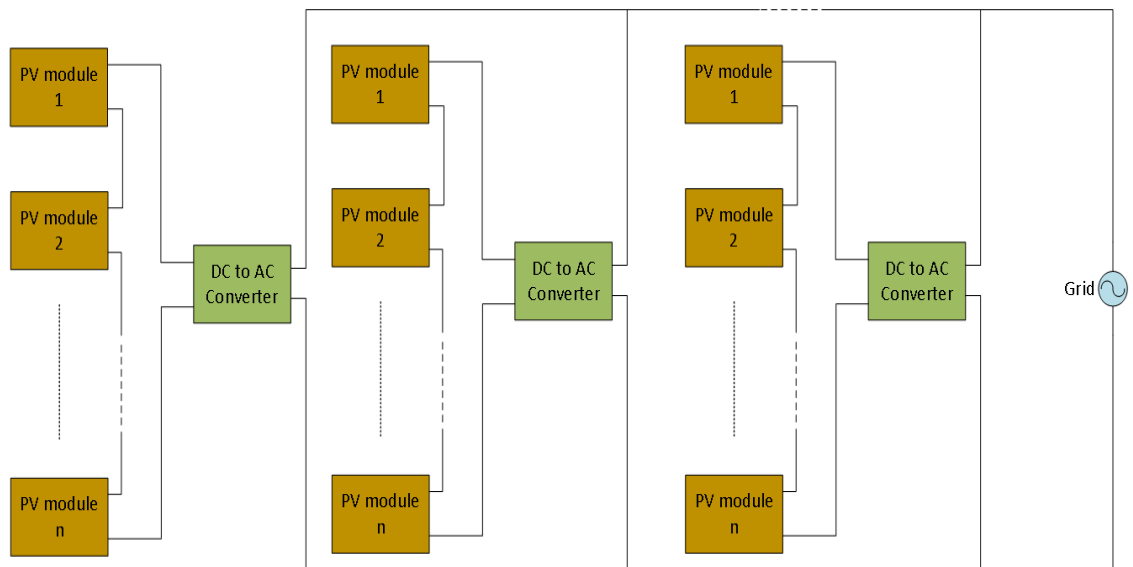 PV module
1
PV module
2
PV module
n
DC to AC
Converter
PV module
1
PV module
2
PV module
n
DC to AC
Converter
PV module
1
PV module
2
PV module
n
DC to AC
Converter
Grid